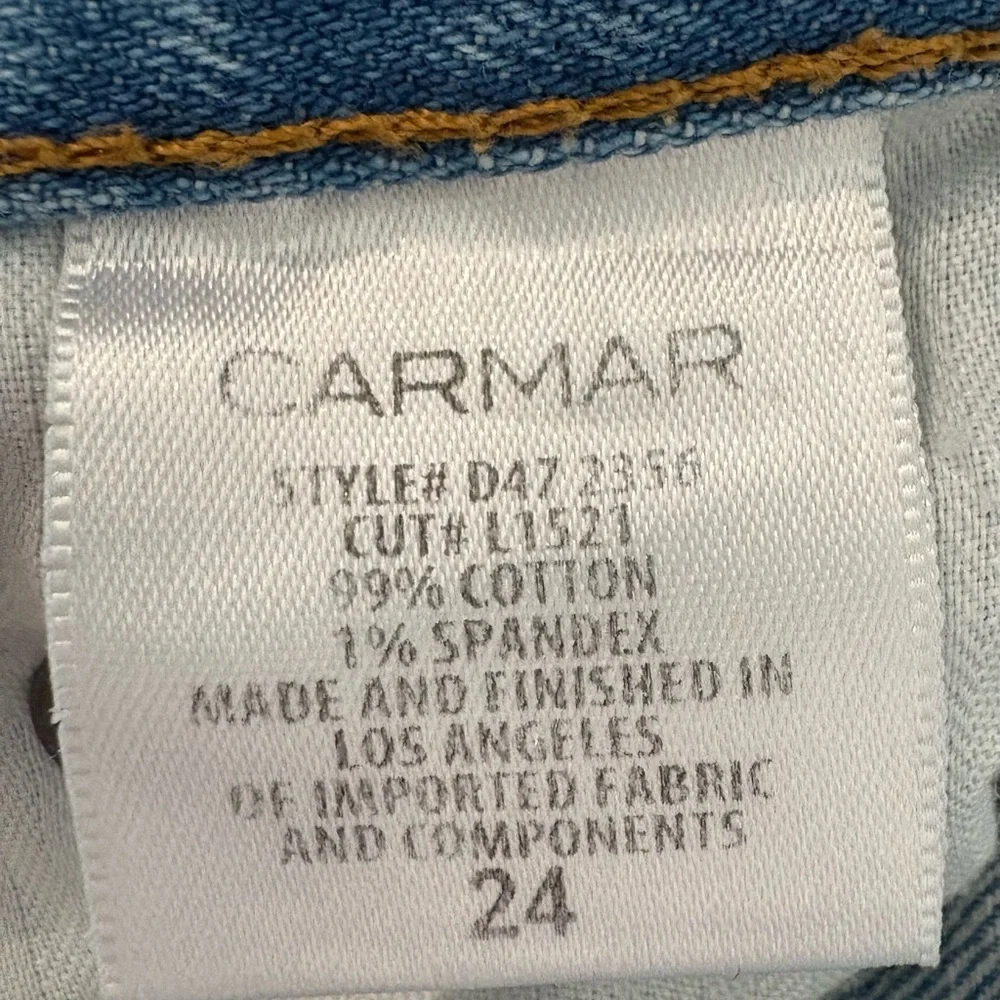 CARMAR
STYLE# D47 2356
CUT# L1521
99% COTTON
1% SPANDEX
MADE AND FINISHED IN
LOS ANGELES
OF IMPORTED FABRIC
AND COMPONENTS
24